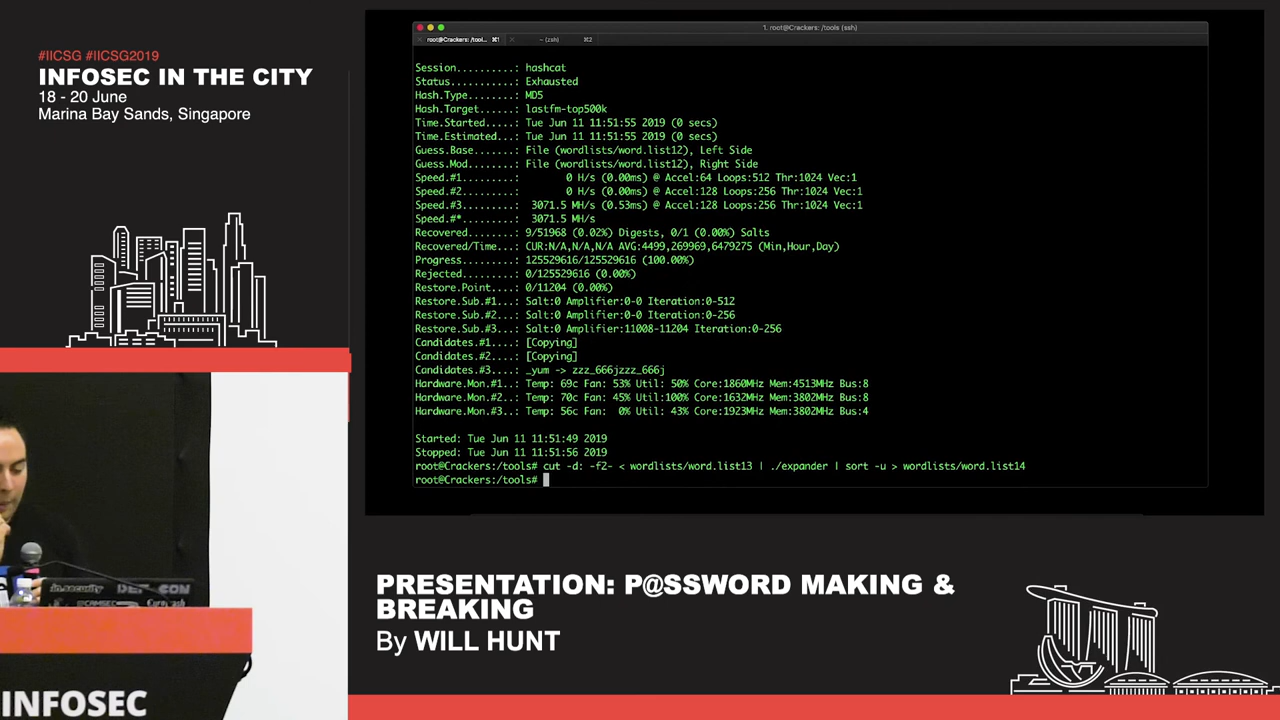 #IICSG #IICSG2019
INFOSEC IN THE CITY
18 - 20 June
Marina Bay Sands, Singapore
1. root@Crackers: /tools (ssh)
root@Crackers: /tool... ⌘1
~ (zsh) ⌘2
Session..........: hashcat
Status...........: Exhausted
Hash.Type........: MD5
Hash.Target......: lastfm-top500k
Time.Started.....: Tue Jun 11 11:51:55 2019 (0 secs)
Time.Estimated...: Tue Jun 11 11:51:55 2019 (0 secs)
Guess.Base.......: File (wordlists/word.list12), Left Side
Guess.Mod........: File (wordlists/word.list12), Right Side
Speed.#1.........: 0 H/s (0.00ms) @ Accel:64 Loops:512 Thr:1024 Vec:1
Speed.#2.........: 0 H/s (0.00ms) @ Accel:128 Loops:256 Thr:1024 Vec:1
Speed.#3.........: 3071.5 MH/s (0.53ms) @ Accel:128 Loops:256 Thr:1024 Vec:1
Speed.#*.........: 3071.5 MH/s
Recovered........: 9/51968 (0.02%) Digests, 0/1 (0.00%) Salts
Recovered/Time...: CUR:N/A,N/A,N/A AVG:4499,269969,6479275 (Min,Hour,Day)
Progress.........: 125529616/125529616 (100.00%)
Rejected.........: 0/125529616 (0.00%)
Restore.Point....: 0/11204 (0.00%)
Restore.Sub.#1...: Salt:0 Amplifier:0-0 Iteration:0-512
Restore.Sub.#2...: Salt:0 Amplifier:0-0 Iteration:0-256
Restore.Sub.#3...: Salt:0 Amplifier:11008-11204 Iteration:0-256
Candidates.#1....: [Copying]
Candidates.#2....: [Copying]
Candidates.#3....: _yum -> zzz_666jzzz_666j
Hardware.Mon.#1..: Temp: 69c Fan: 53% Util: 50% Core:1860MHz Mem:4513MHz Bus:8
Hardware.Mon.#2..: Temp: 70c Fan: 45% Util:100% Core:1632MHz Mem:3802MHz Bus:8
Hardware.Mon.#3..: Temp: 56c Fan: 0% Util: 43% Core:1923MHz Mem:3802MHz Bus:4
Started: Tue Jun 11 11:51:49 2019
Stopped: Tue Jun 11 11:51:56 2019
root@Crackers:/tools# cut -d: -f2- < wordlists/word.list13 | ./expander | sort -u > wordlists/word.list14
root@Crackers:/tools#
in.security DEF CON
PRESENTATION: P@SSWORD MAKING &
BREAKING
By WILL HUNT
INFOSEC